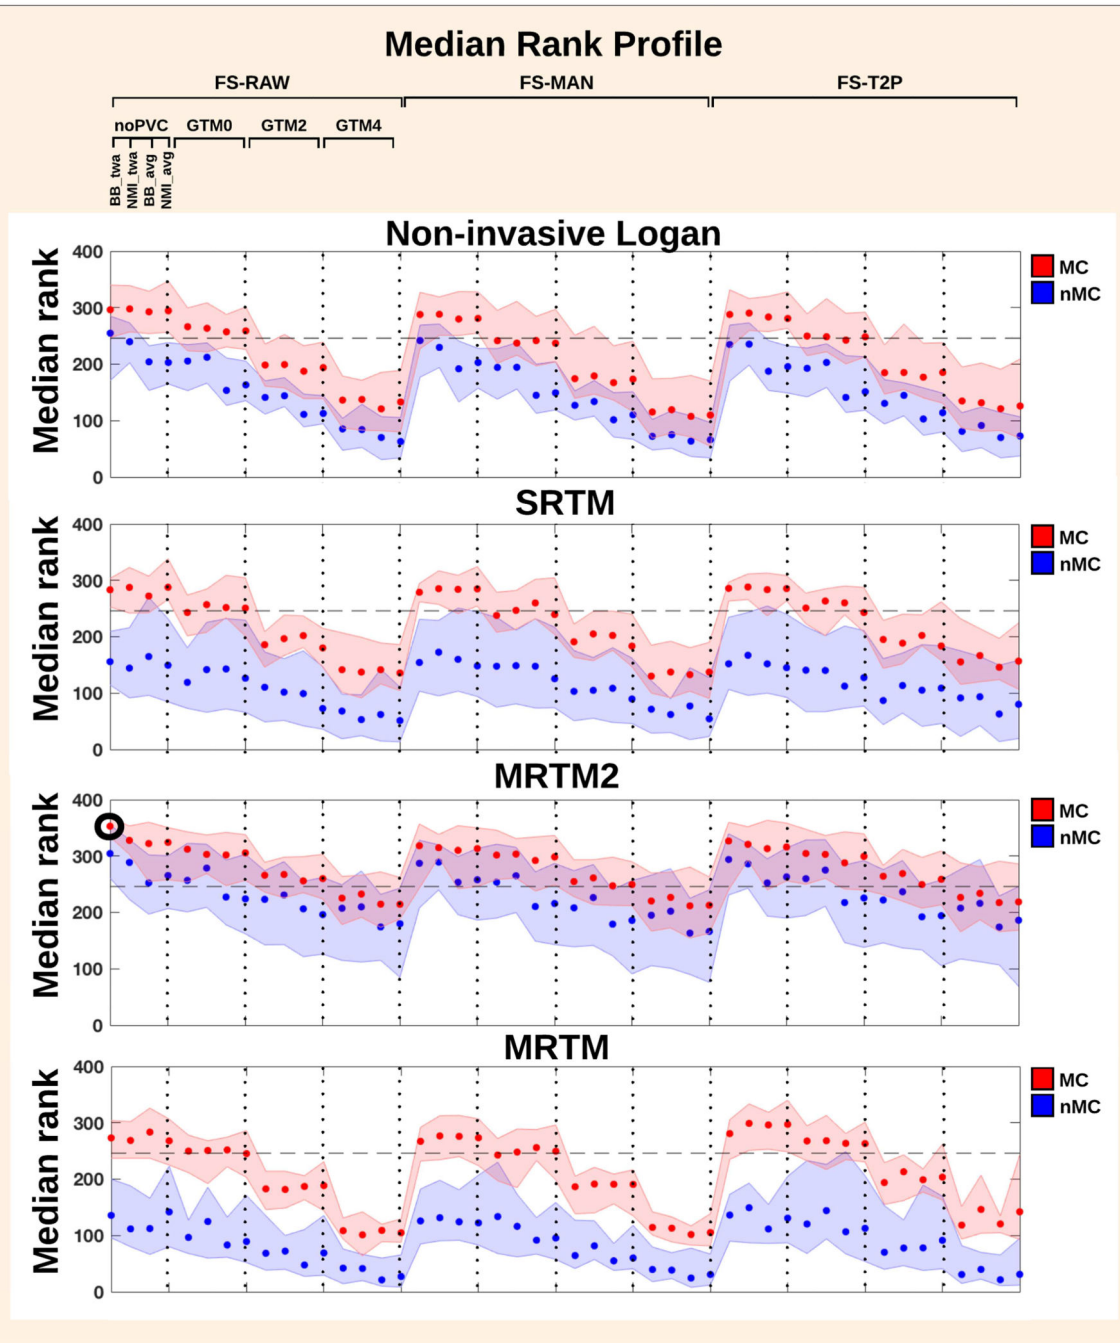 Median Rank Profile
FS-RAW FS-MAN FS-T2P
noPVC GTM0 GTM2 GTM4
BB_twa
NMI_twa
BB_avg
NMI_avg
Non-invasive Logan
Median rank
400
300
200
100
0
MC
nMC
SRTM
Median rank
400
300
200
100
0
MC
nMC
MRTM2
Median rank
400
300
200
100
0
MC
nMC
MRTM
Median rank
400
300
200
100
0
MC
nMC